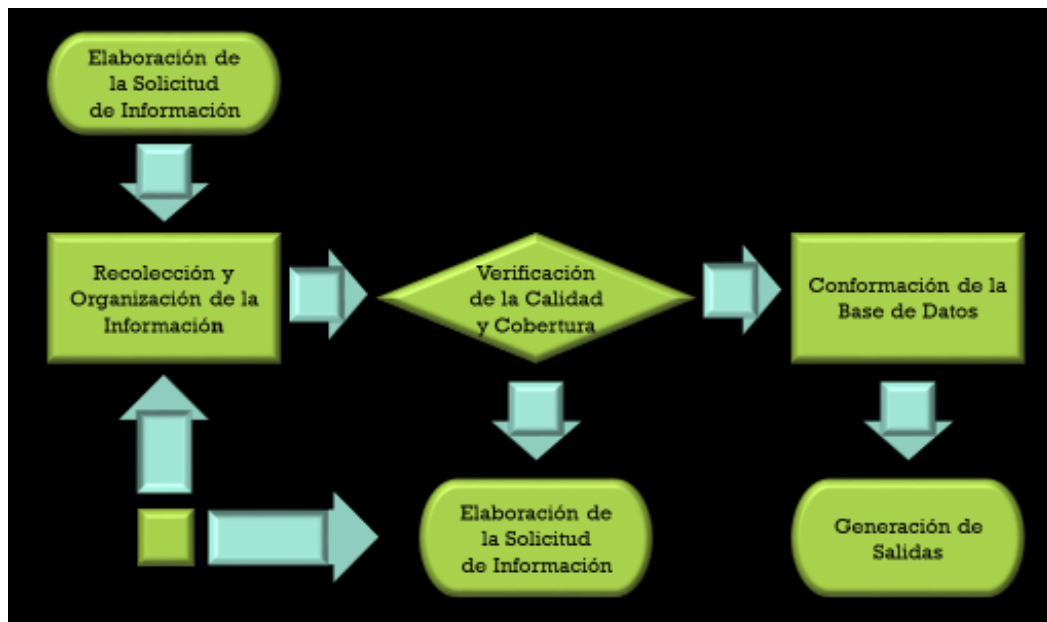 Elaboración de
la Solicitud
de Información
Recolección y
Organización de la
Información
Verificación
de la Calidad
y Cobertura
Conformación de la
Base de Datos
Elaboración de
la Solicitud
de Información
Generación de
Salidas